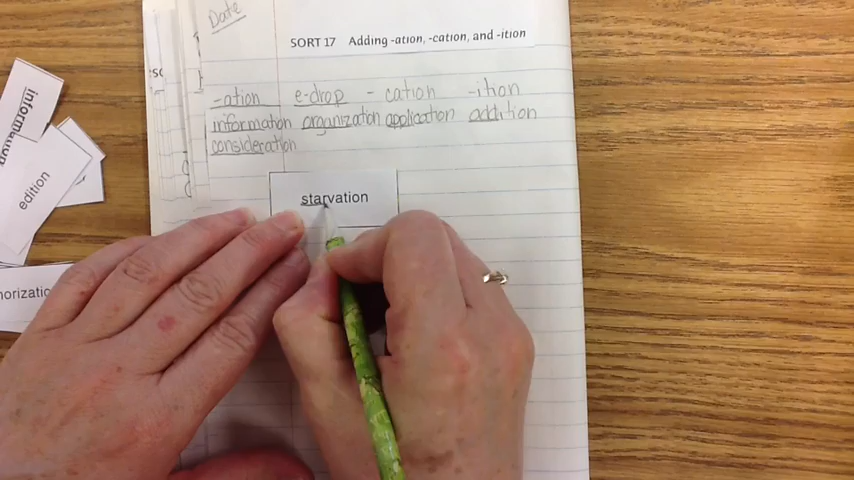 Date
SORT 17 Adding -ation, -cation, and -ition
-ation e-drop - cation -ition
information organization application addition
consideration
starvation
information
edition